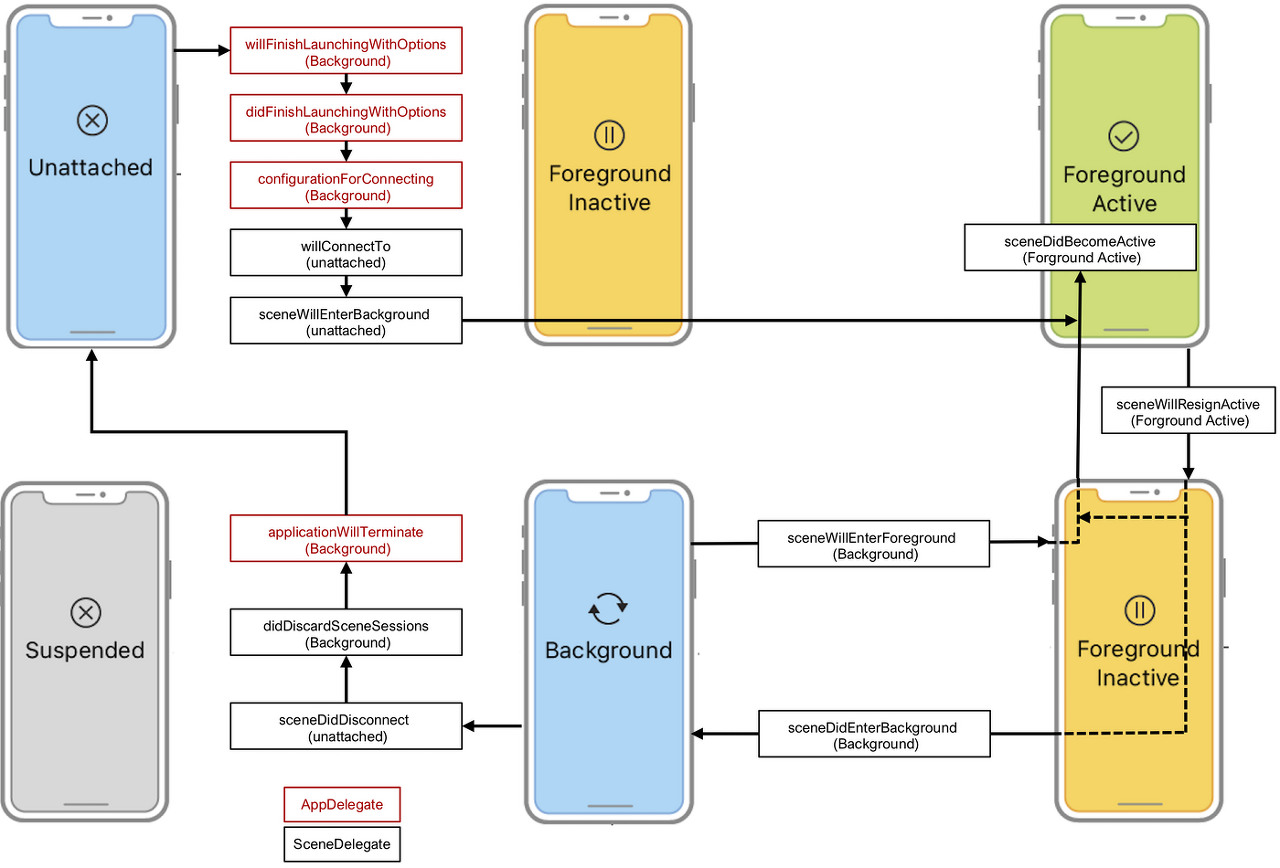 Unattached
willFinishLaunchingWithOptions
(Background)
didFinishLaunchingWithOptions
(Background)
configurationForConnecting
(Background)
willConnectTo
(unattached)
sceneWillEnterBackground
(unattached)
Foreground
Inactive
Foreground
Active
sceneDidBecomeActive
(Forground Active)
sceneWillResignActive
(Forground Active)
Suspended
applicationWillTerminate
(Background)
didDiscardSceneSessions
(Background)
sceneDidDisconnect
(unattached)
Background
sceneWillEnterForeground
(Background)
sceneDidEnterBackground
(Background)
Foreground
Inactive
AppDelegate
SceneDelegate